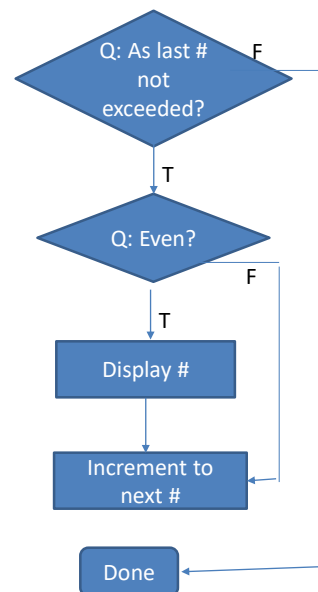 Q: As last #
not
exceeded?
F
T
Q: Even?
F
T
Display #
Increment to
next #
Done